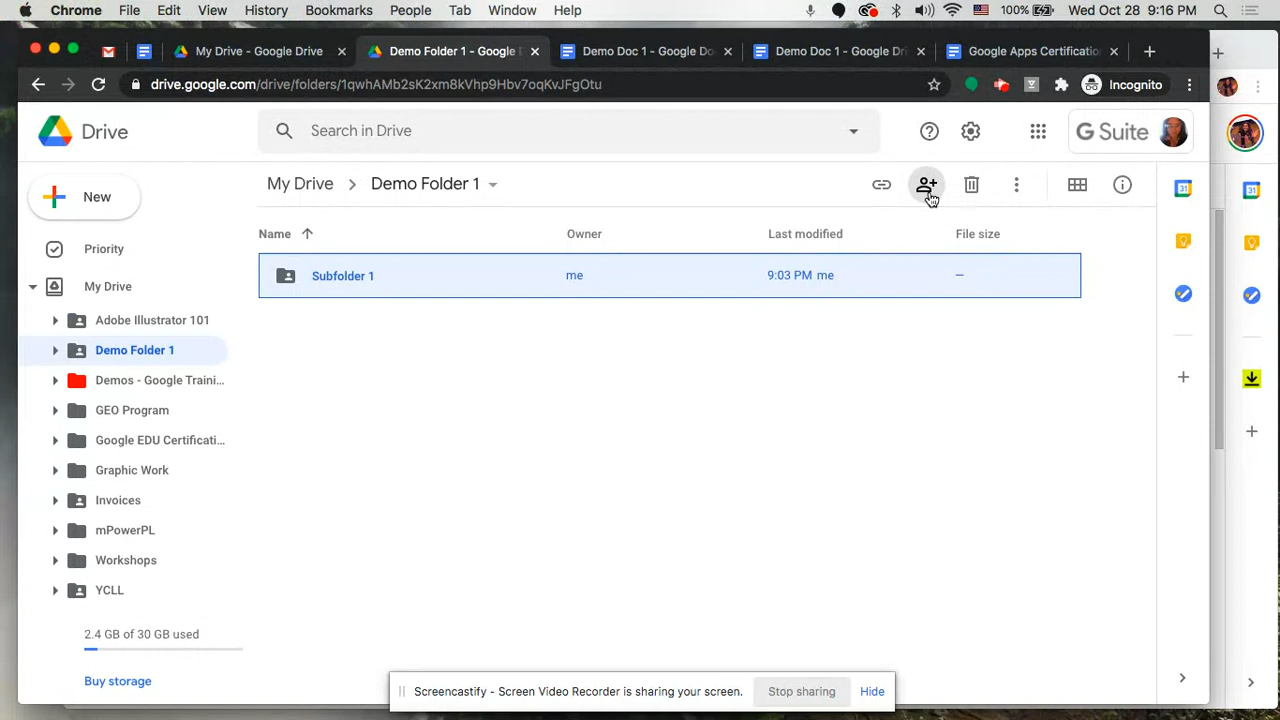 Chrome File Edit View History Bookmarks People Tab Window Help 100% Wed Oct 28 9:16 PM
My Drive - Google Drive Demo Folder 1 - Google Demo Doc 1 - Google Do Demo Doc 1 - Google Dri Google Apps Certificatio
drive.google.com/drive/folders/1qwhAMb2sK2xm8kVhp9Hbv7oqKvJFgOtu Incognito
Drive Search in Drive G Suite
My Drive Demo Folder 1
New
Name Owner Last modified File size
Priority
Subfolder 1 me 9:03 PM me –
My Drive
Adobe Illustrator 101
Demo Folder 1
Demos - Google Traini...
GEO Program
Google EDU Certificati...
Graphic Work
Invoices
mPowerPL
Workshops
YCLL
2.4 GB of 30 GB used
Buy storage
Screencastify - Screen Video Recorder is sharing your screen. Stop sharing Hide